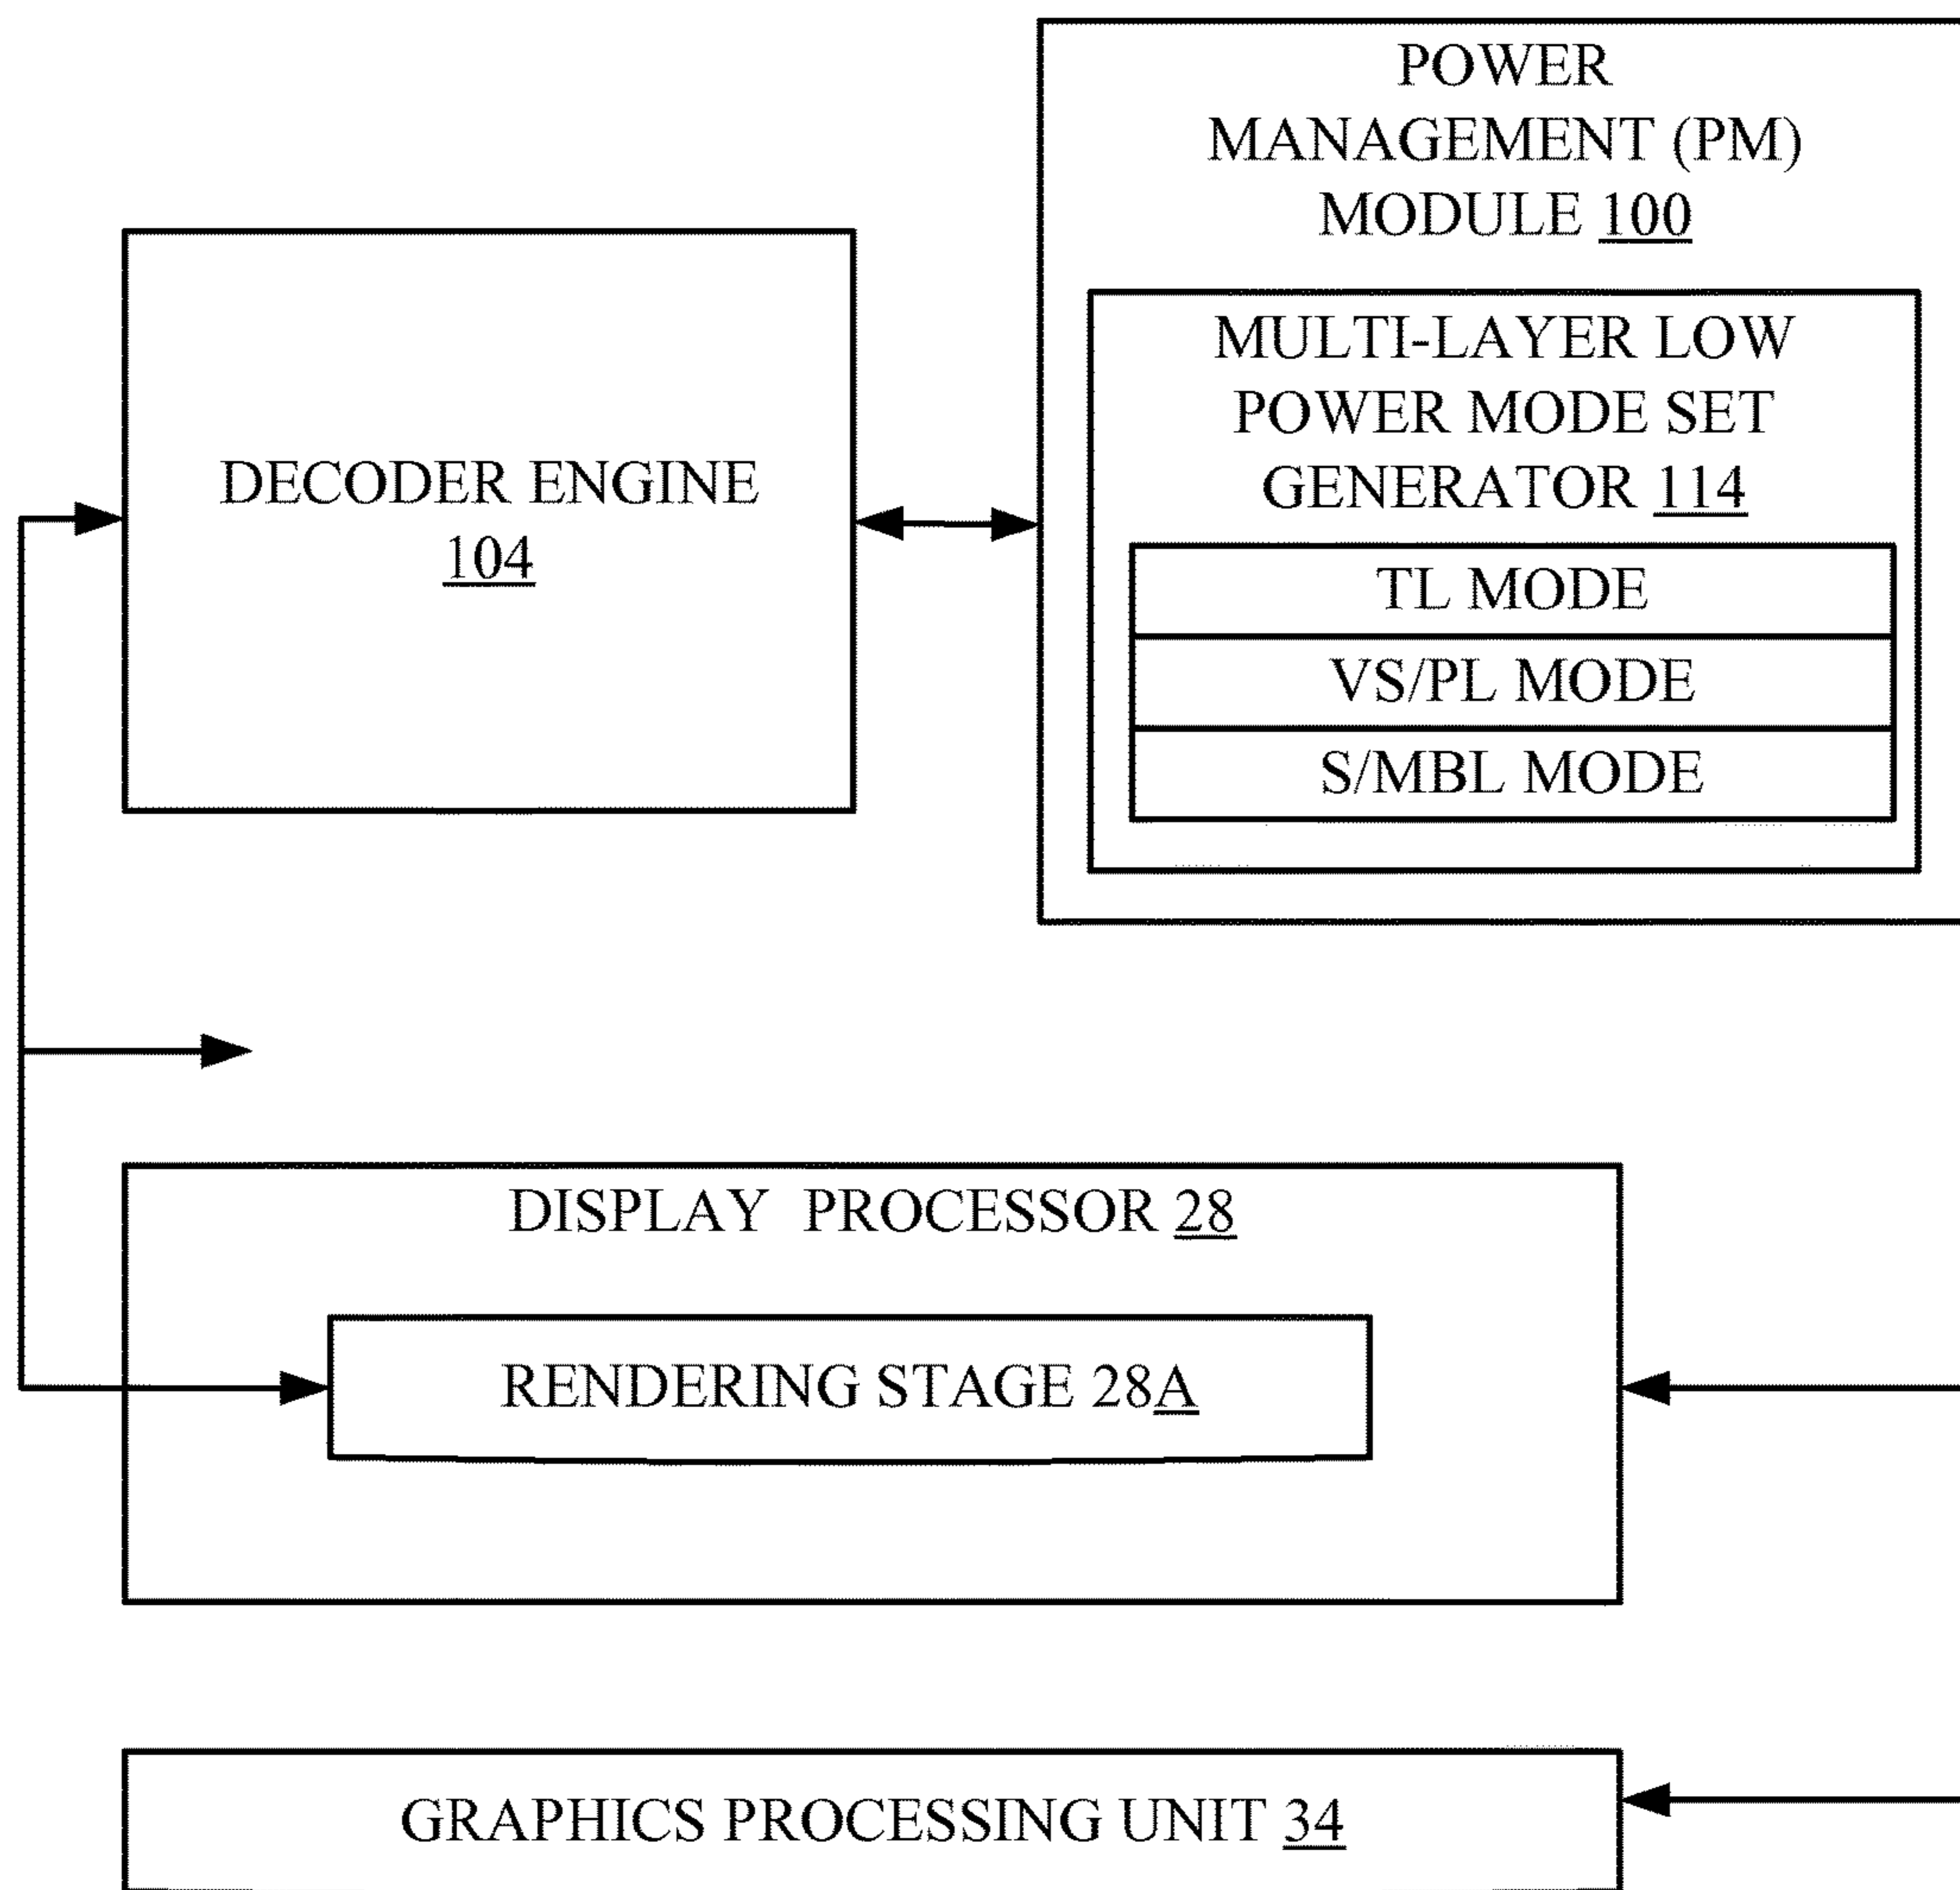 POWER
MANAGEMENT (PM)
MODULE 100
MULTI-LAYER LOW
POWER MODE SET
GENERATOR 114
TL MODE
VS/PL MODE
S/MBL MODE
DECODER ENGINE
104
DISPLAY PROCESSOR 28
RENDERING STAGE 28A
GRAPHICS PROCESSING UNIT 34